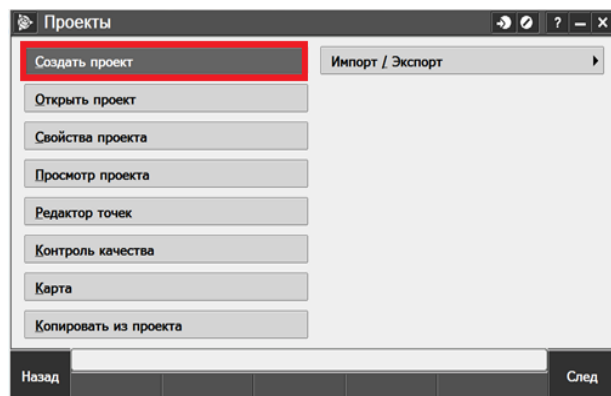 Проекты
? – ×
Создать проект
Импорт / Экспорт
Открыть проект
Свойства проекта
Просмотр проекта
Редактор точек
Контроль качества
Карта
Копировать из проекта
Назад
След